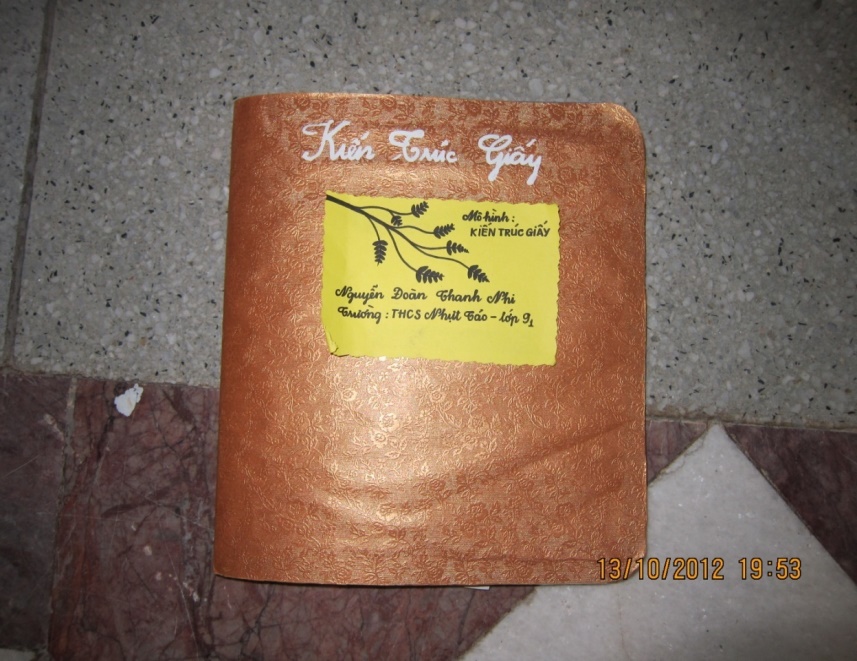 Kiến Trúc Giấy
Mô hình :
KIẾN TRÚC GIẤY
Nguyễn Đoàn Thanh Nhi
Trường : THCS Nhựt Tảo - lớp 9₁
13/10/2012 19:53